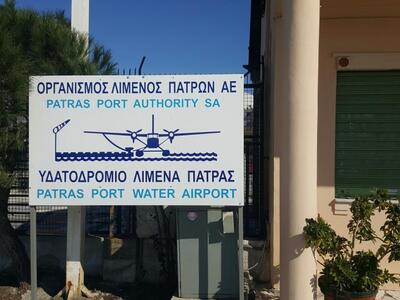 ΟΡΓΑΝΙΣΜΟΣ ΛΙΜΕΝΟΣ ΠΑΤΡΩΝ ΑΕ
PATRAS PORT AUTHORITY SA
ΥΔΑΤΟΔΡΟΜΙΟ ΛΙΜΕΝΑ ΠΑΤΡΑΣ
PATRAS PORT WATER AIRPORT